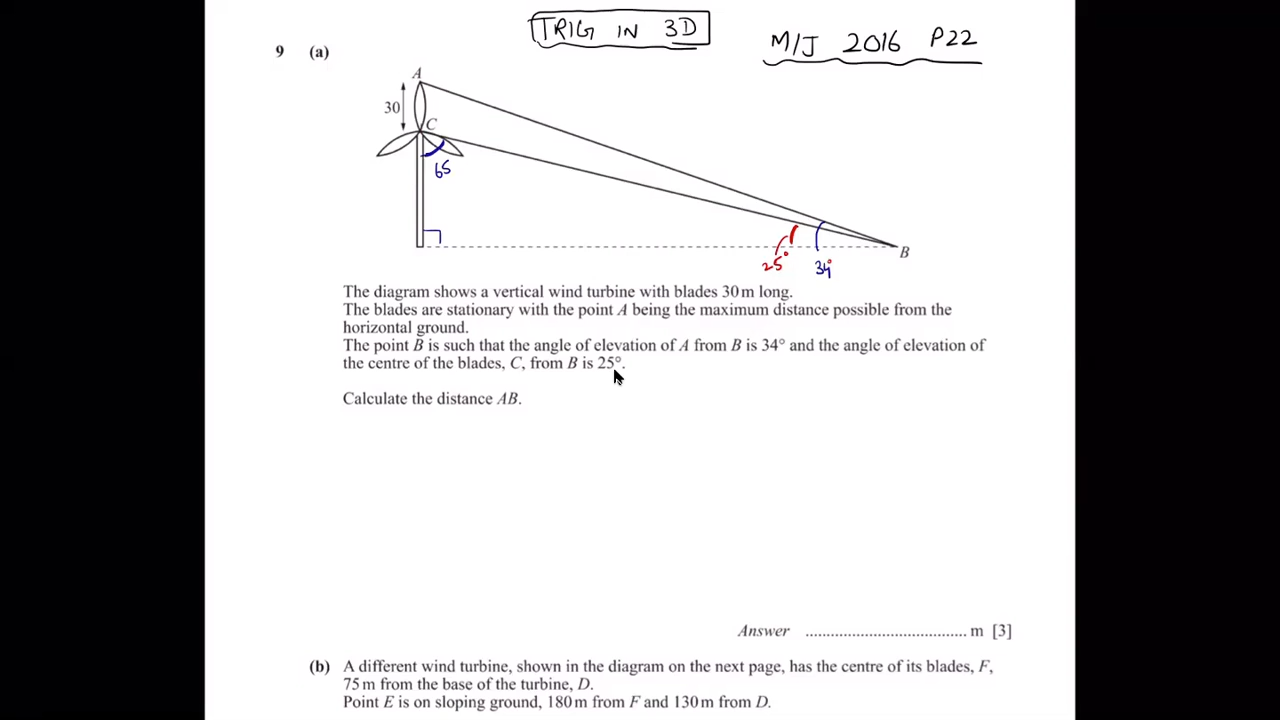 TRIG IN 3D
M/J 2016 P22
9 (a)
A
30
C
65
25°
34°
B
The diagram shows a vertical wind turbine with blades 30 m long.
The blades are stationary with the point A being the maximum distance possible from the
horizontal ground.
The point B is such that the angle of elevation of A from B is 34° and the angle of elevation of
the centre of the blades, C, from B is 25°.
Calculate the distance AB.
Answer ....................................... m [3]
(b) A different wind turbine, shown in the diagram on the next page, has the centre of its blades, F,
75 m from the base of the turbine, D.
Point E is on sloping ground, 180 m from F and 130 m from D.